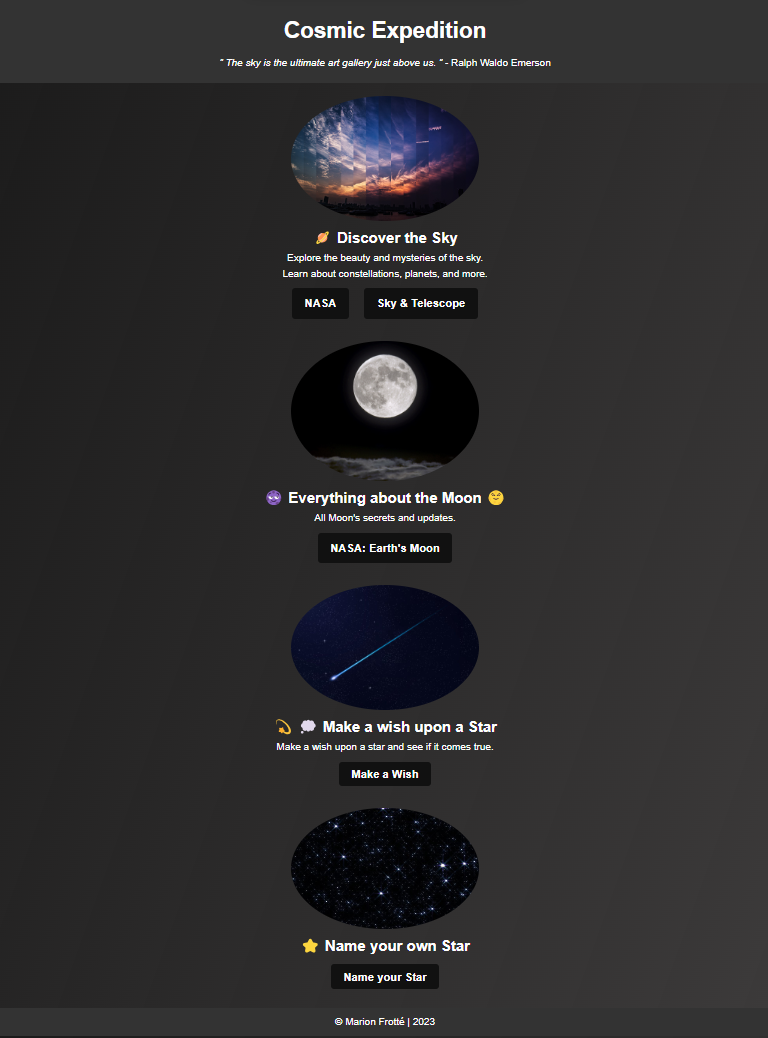 Cosmic Expedition
“ The sky is the ultimate art gallery just above us. “ - Ralph Waldo Emerson
🪐 Discover the Sky
Explore the beauty and mysteries of the sky.
Learn about constellations, planets, and more.
NASA
Sky & Telescope
Everything about the Moon
All Moon's secrets and updates.
NASA: Earth's Moon
💫 💭 Make a wish upon a Star
Make a wish upon a star and see if it comes true.
Make a Wish
⭐ Name your own Star
Name your Star
© Marion Frotté | 2023